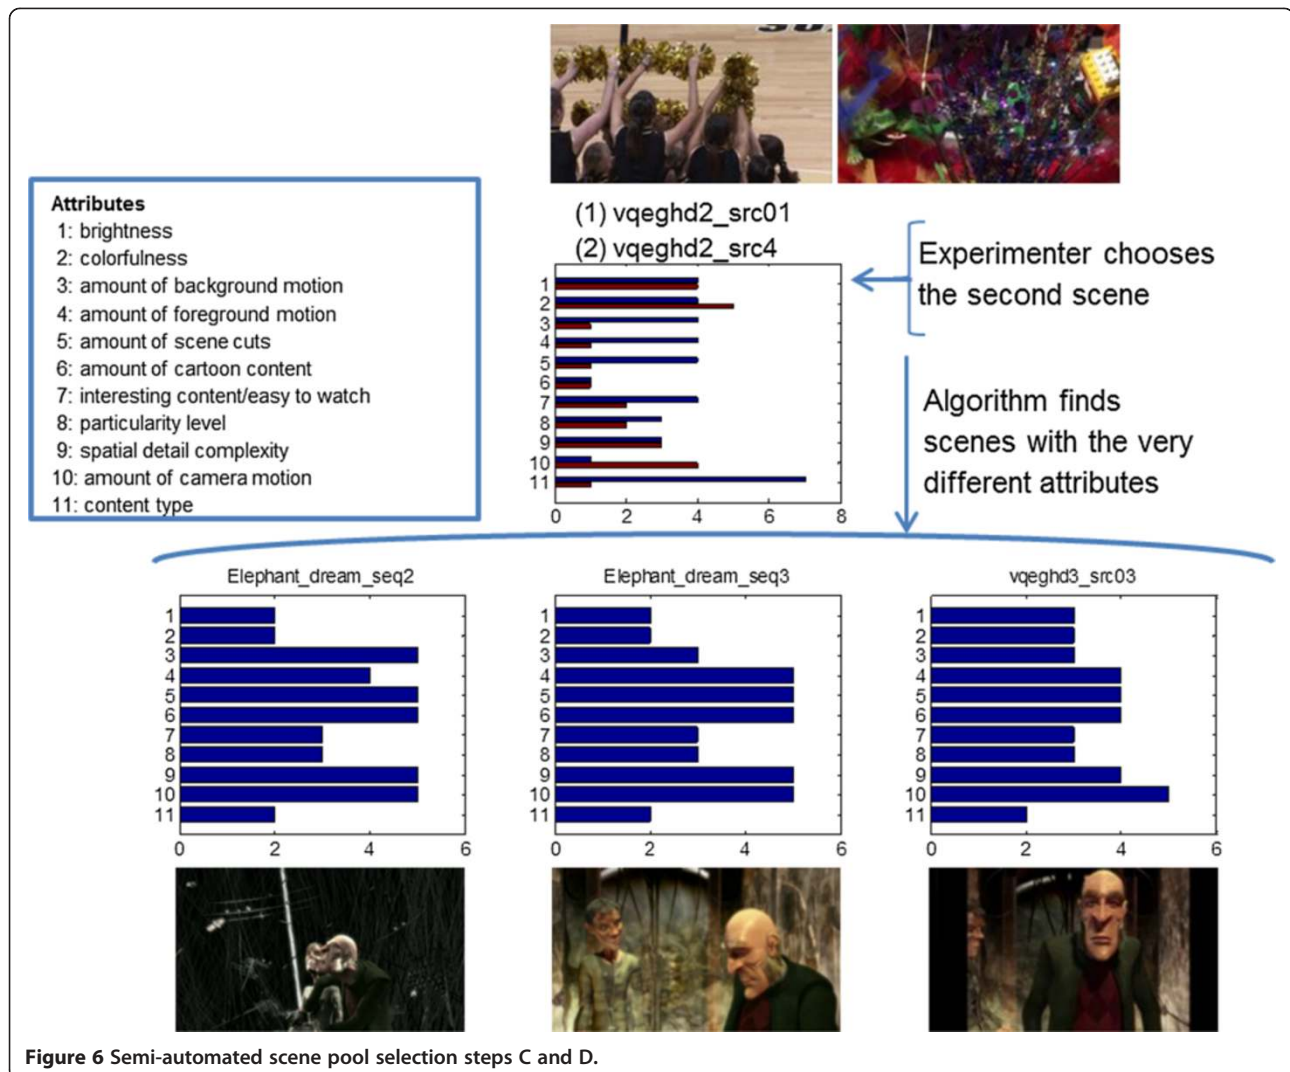 (1) vqeghd2_src01
(2) vqeghd2_src4
Attributes
1: brightness
2: colorfulness
3: amount of background motion
4: amount of foreground motion
5: amount of scene cuts
6: amount of cartoon content
7: interesting content/easy to watch
8: particularity level
9: spatial detail complexity
10: amount of camera motion
11: content type
1
2
3
4
5
6
7
8
9
10
11
0 2 4 6 8
Experimenter chooses
the second scene
Algorithm finds
scenes with the very
different attributes
Elephant_dream_seq2
1
2
3
4
5
6
7
8
9
10
11
0 2 4 6
Elephant_dream_seq3
1
2
3
4
5
6
7
8
9
10
11
0 2 4 6
vqeghd3_src03
1
2
3
4
5
6
7
8
9
10
11
0 2 4 6
Figure 6 Semi-automated scene pool selection steps C and D.